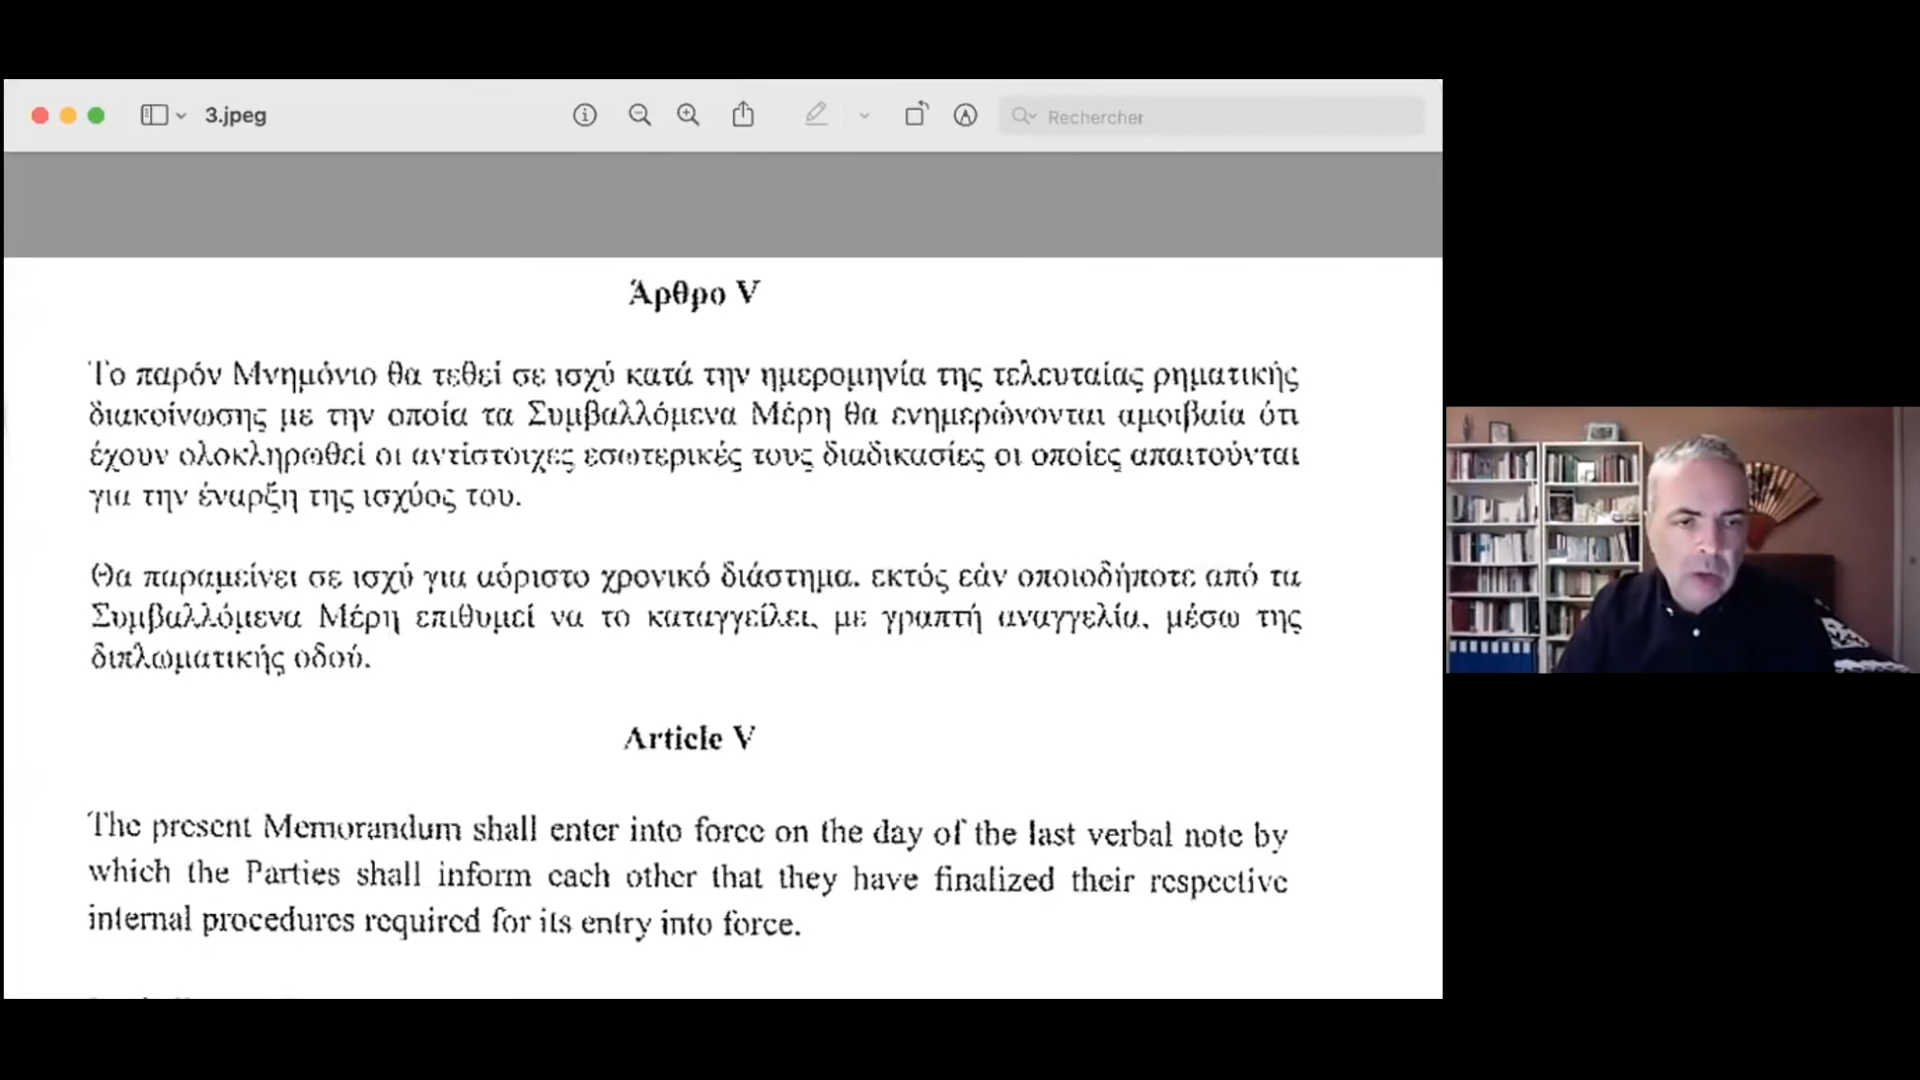 3.jpeg
Rechercher
Άρθρο V
Το παρόν Μνημόνιο θα τεθεί σε ισχύ κατά την ημερομηνία της τελευταίας ρηματικής
διακοίνωσης με την οποία τα Συμβαλλόμενα Μέρη θα ενημερώνονται αμοιβαία ότι
έχουν ολοκληρωθεί οι αντίστοιχες εσωτερικές τους διαδικασίες οι οποίες απαιτούνται
για την έναρξη της ισχύος του.
Θα παραμείνει σε ισχύ για αόριστο χρονικό διάστημα, εκτός εάν οποιοδήποτε από τα
Συμβαλλόμενα Μέρη επιθυμεί να το καταγγείλει, με γραπτή αναγγελία, μέσω της
διπλωματικής οδού.
Article V
The present Memorandum shall enter into force on the day of the last verbal note by
which the Parties shall inform each other that they have finalized their respective
internal procedures required for its entry into force.